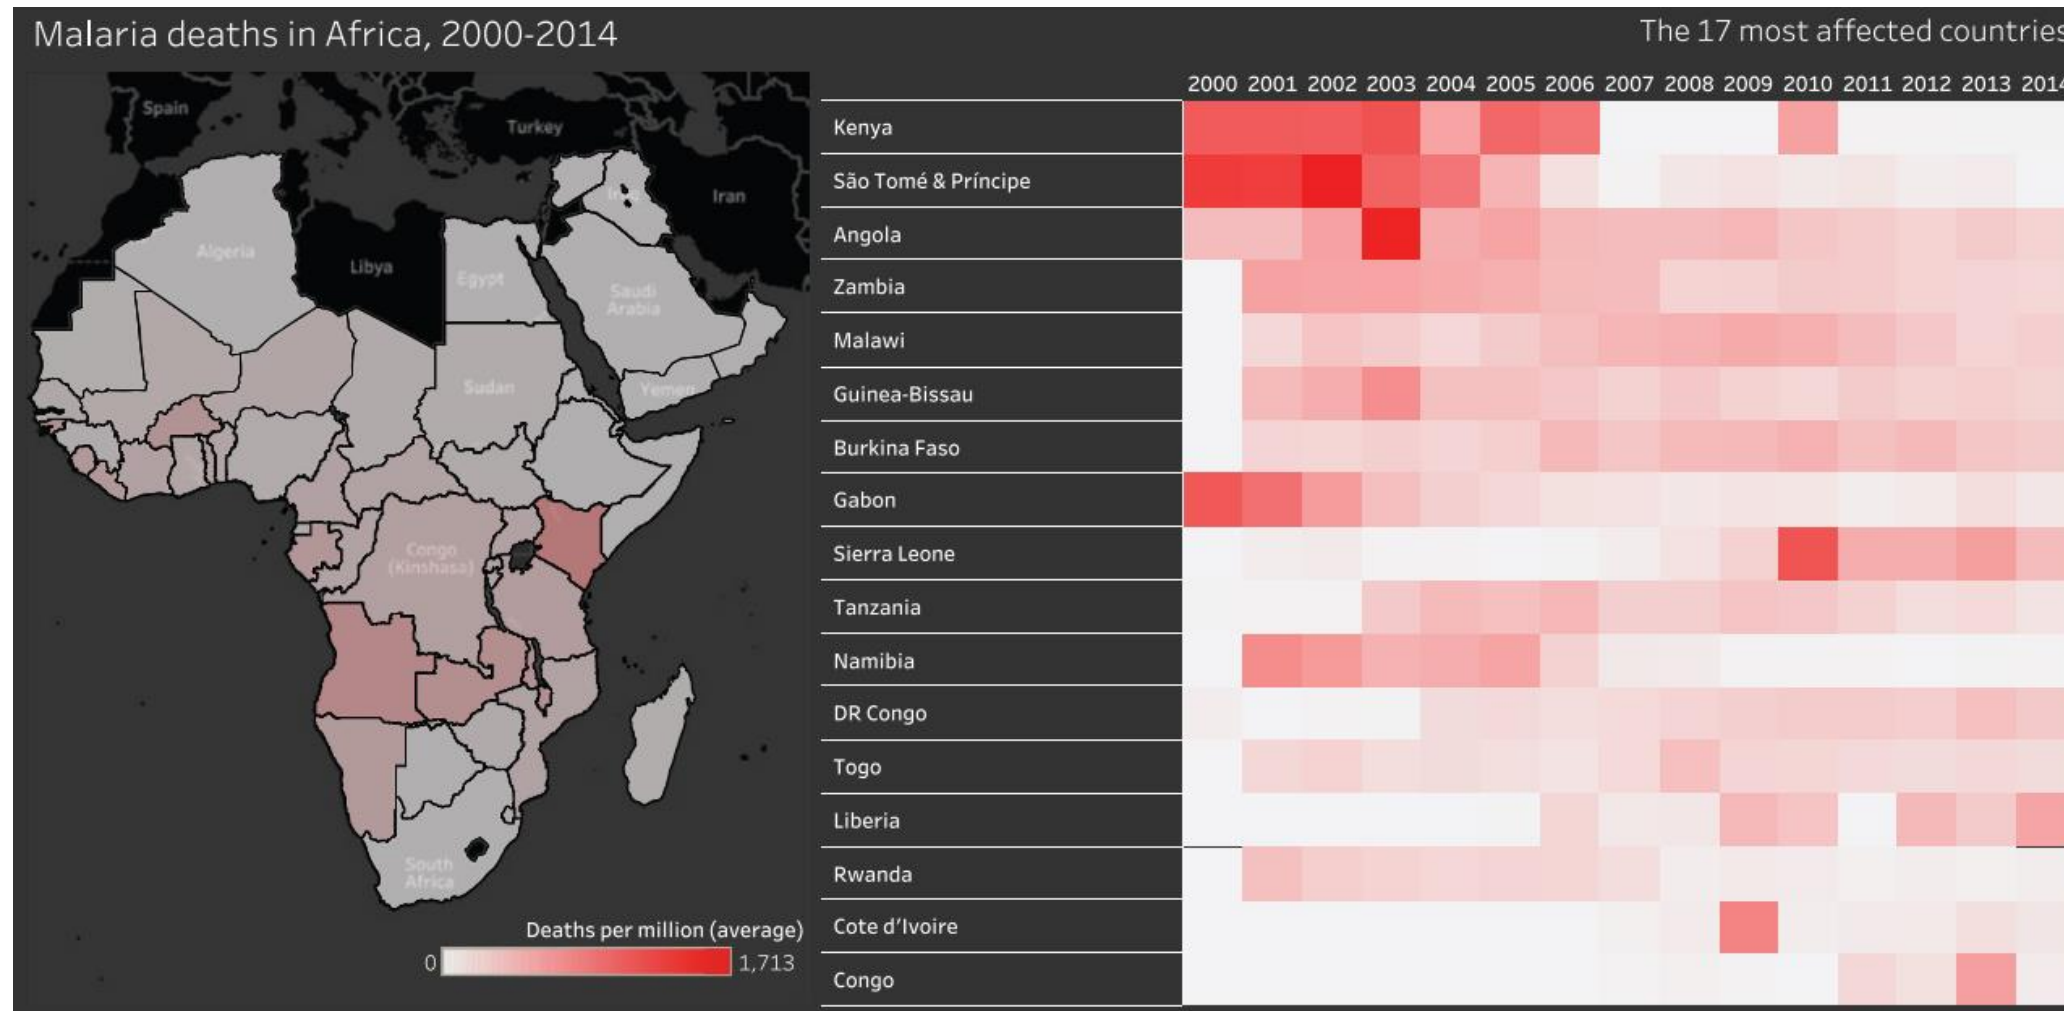 Malaria deaths in Africa, 2000-2014
The 17 most affected countries
Spain
Turkey
Iraq
Iran
Algeria
Libya
Egypt
Saudi
Arabia
Sudan
Yemen
Congo
(Kinshasa)
South
Africa
Deaths per million (average)
0 1,713
2000 2001 2002 2003 2004 2005 2006 2007 2008 2009 2010 2011 2012 2013 2014
Kenya
São Tomé & Príncipe
Angola
Zambia
Malawi
Guinea-Bissau
Burkina Faso
Gabon
Sierra Leone
Tanzania
Namibia
DR Congo
Togo
Liberia
Rwanda
Cote d’Ivoire
Congo